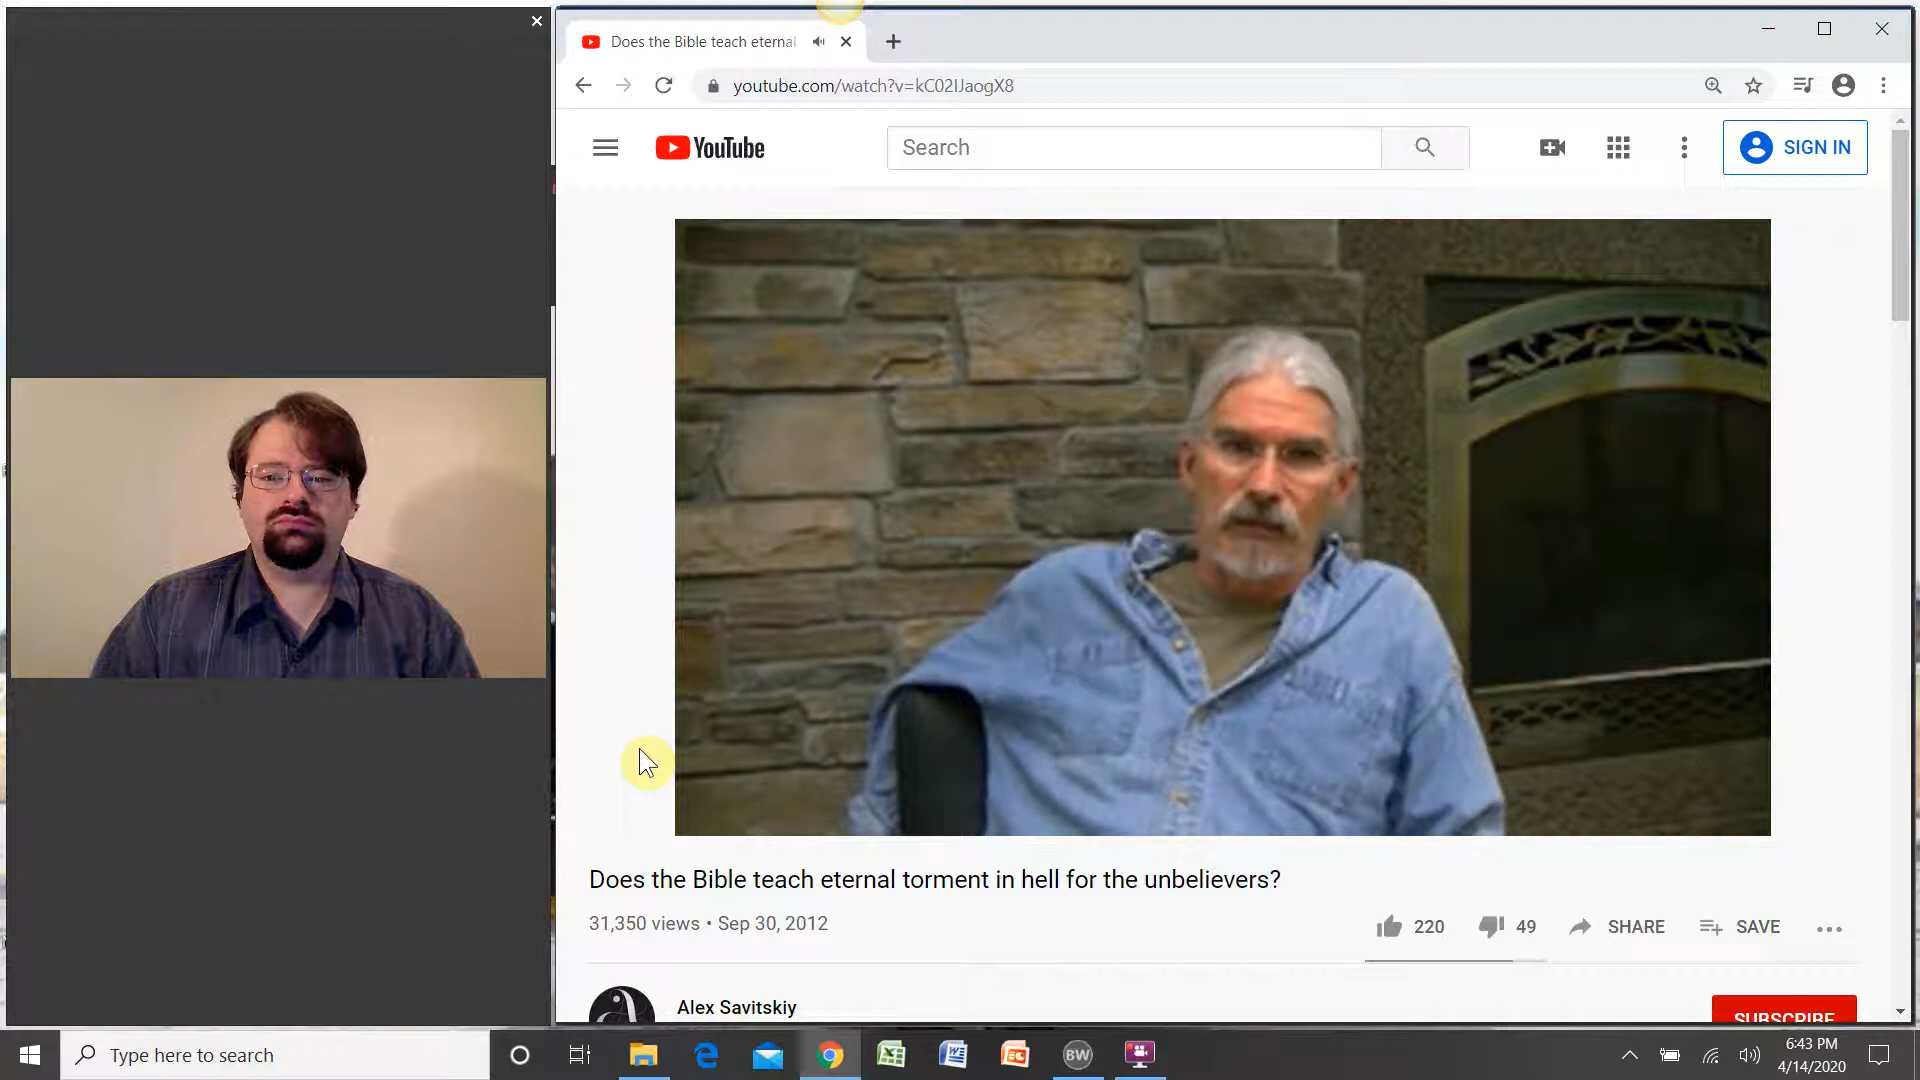 Does the Bible teach eternal
youtube.com/watch?v=kC02IJaogX8
YouTube
Search
SIGN IN
Does the Bible teach eternal torment in hell for the unbelievers?
31,350 views • Sep 30, 2012
220
49
SHARE
SAVE
Alex Savitskiy
SUBSCRIBE
Type here to search
BW
6:43 PM
4/14/2020